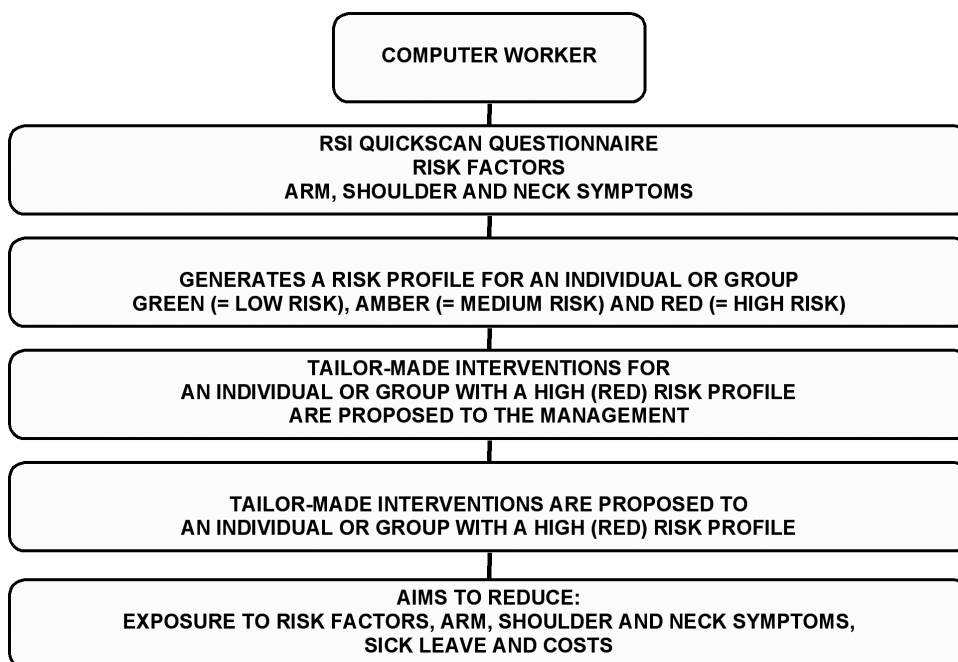 COMPUTER WORKER
RSI QUICKSCAN QUESTIONNAIRE
RISK FACTORS
ARM, SHOULDER AND NECK SYMPTOMS
GENERATES A RISK PROFILE FOR AN INDIVIDUAL OR GROUP
GREEN (= LOW RISK), AMBER (= MEDIUM RISK) AND RED (= HIGH RISK)
TAILOR-MADE INTERVENTIONS FOR
AN INDIVIDUAL OR GROUP WITH A HIGH (RED) RISK PROFILE
ARE PROPOSED TO THE MANAGEMENT
TAILOR-MADE INTERVENTIONS ARE PROPOSED TO
AN INDIVIDUAL OR GROUP WITH A HIGH (RED) RISK PROFILE
AIMS TO REDUCE:
EXPOSURE TO RISK FACTORS, ARM, SHOULDER AND NECK SYMPTOMS,
SICK LEAVE AND COSTS